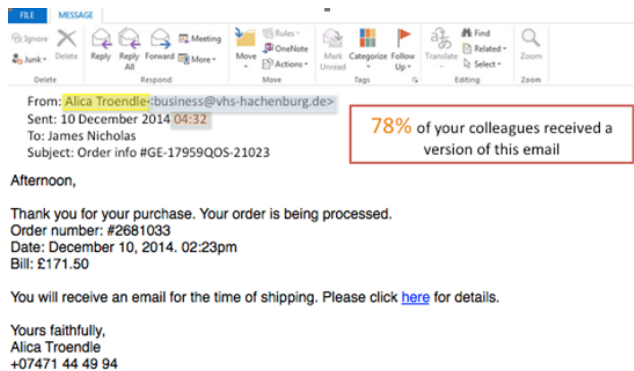 FILE MESSAGE
Ignore
Delete
Junk
Delete
Reply
Reply All
Forward
Meeting
More
Respond
Move
Rules
OneNote
Actions
Move
Mark Unread
Categorize
Follow Up
Tags
Translate
Find
Related
Select
Editing
Zoom
Zoom
From: Alica Troendle<business@vhs-hachenburg.de>
Sent: 10 December 2014 04:32
To: James Nicholas
Subject: Order info #GE-17959QOS-21023
78% of your colleagues received a
version of this email
Afternoon,
Thank you for your purchase. Your order is being processed.
Order number: #2681033
Date: December 10, 2014. 02:23pm
Bill: £171.50
You will receive an email for the time of shipping. Please click here for details.
Yours faithfully,
Alica Troendle
+07471 44 49 94